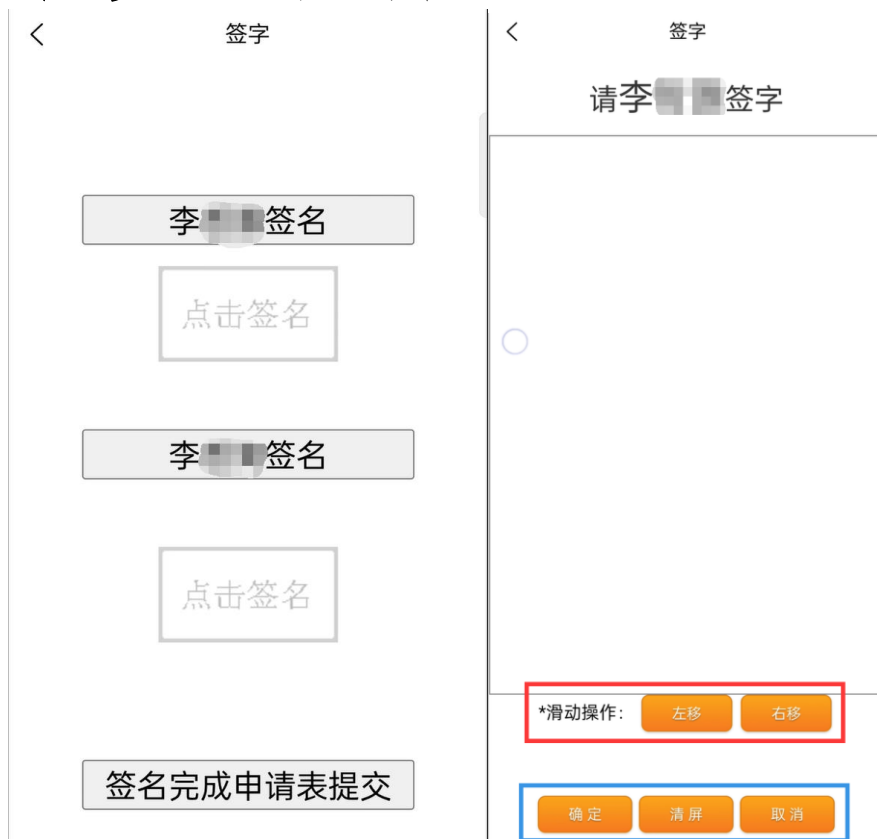 签字
李签名
点击签名
李签名
点击签名
签名完成申请表提交
签字
请李签字
*滑动操作：
左移
右移
确定
清屏
取消